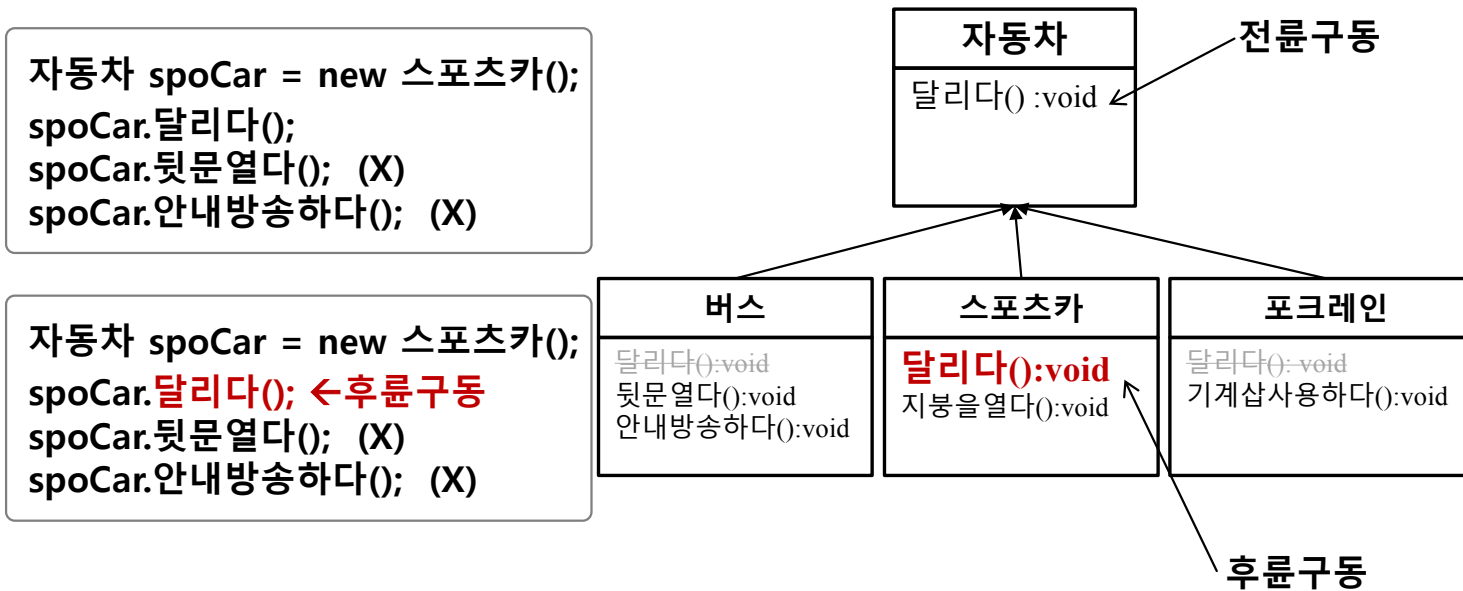 자동차 spoCar = new 스포츠카();
spoCar.달리다();
spoCar.뒷문열다(); (X)
spoCar.안내방송하다(); (X)
자동차 spoCar = new 스포츠카();
spoCar.달리다(); ←후륜구동
spoCar.뒷문열다(); (X)
spoCar.안내방송하다(); (X)
자동차
달리다() :void
전륜구동
버스
달리다():void
뒷문열다():void
안내방송하다():void
스포츠카
달리다():void
지붕을열다():void
포크레인
달리다(): void
기계삽사용하다():void
후륜구동